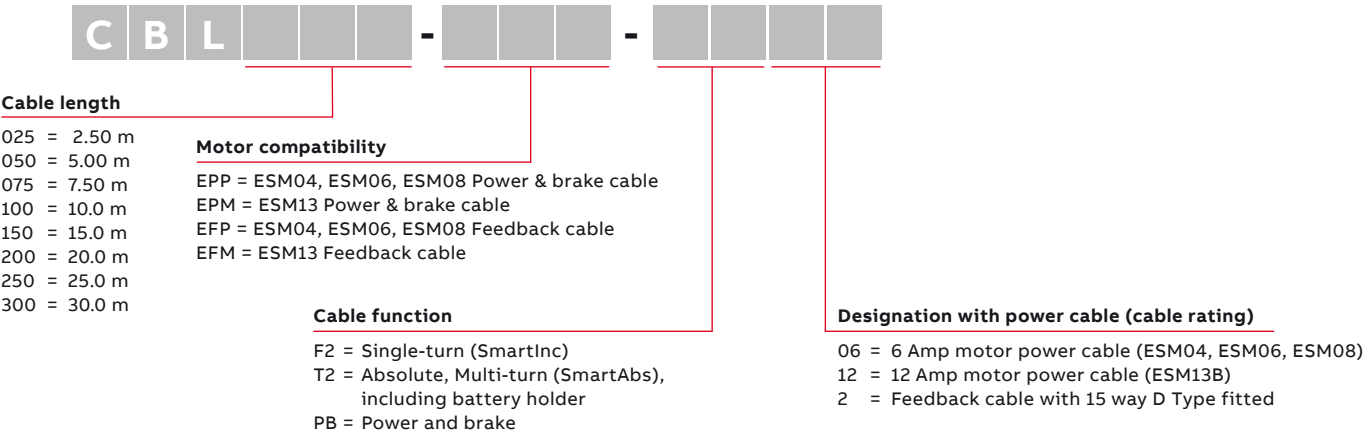 C B L - -
Cable length
025 = 2.50 m
050 = 5.00 m
075 = 7.50 m
100 = 10.0 m
150 = 15.0 m
200 = 20.0 m
250 = 25.0 m
300 = 30.0 m
Motor compatibility
EPP = ESM04, ESM06, ESM08 Power & brake cable
EPM = ESM13 Power & brake cable
EFP = ESM04, ESM06, ESM08 Feedback cable
EFM = ESM13 Feedback cable
Cable function
F2 = Single-turn (SmartInc)
T2 = Absolute, Multi-turn (SmartAbs),
including battery holder
PB = Power and brake
Designation with power cable (cable rating)
06 = 6 Amp motor power cable (ESM04, ESM06, ESM08)
12 = 12 Amp motor power cable (ESM13B)
2 = Feedback cable with 15 way D Type fitted